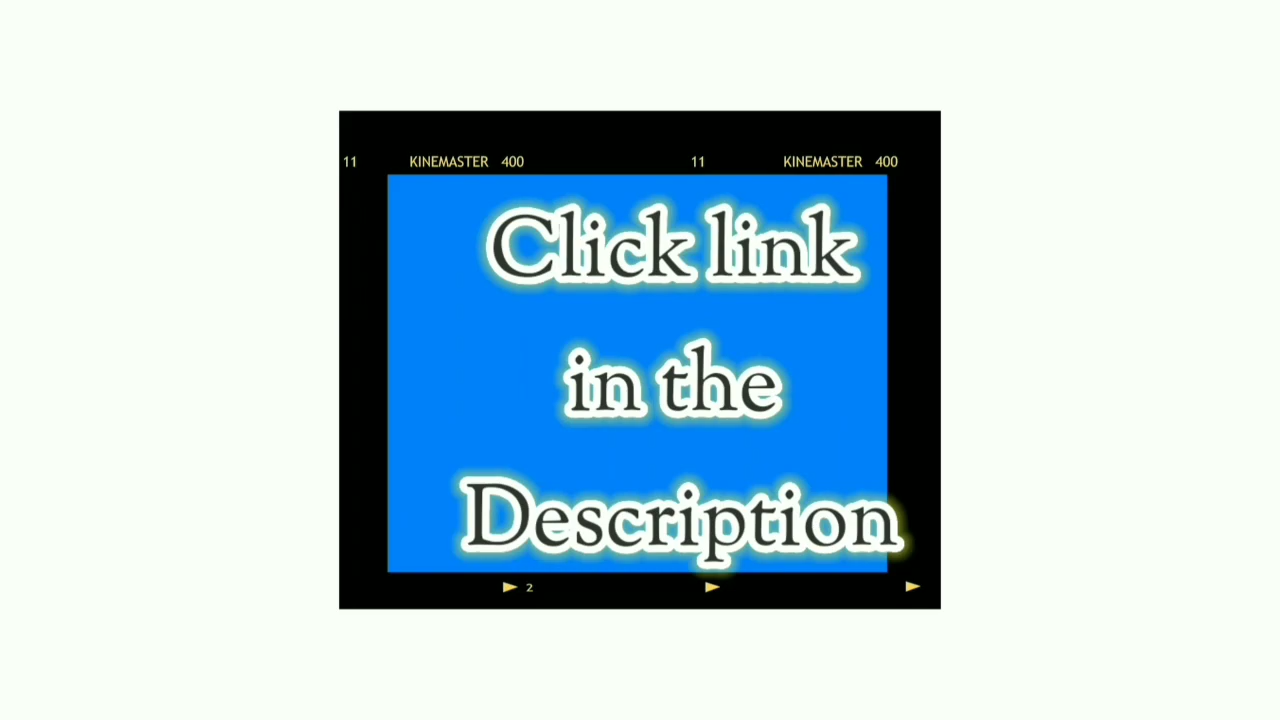 11 KINEMASTER 400 11 KINEMASTER 400
Click link
in the
Description
2